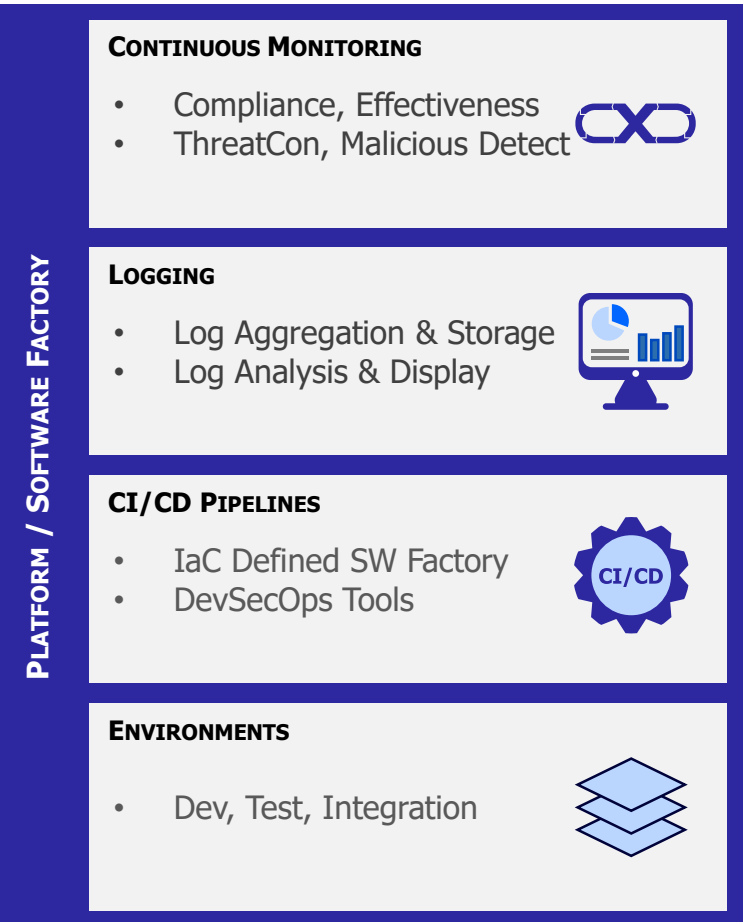 PLATFORM / SOFTWARE FACTORY
CONTINUOUS MONITORING
• Compliance, Effectiveness
• ThreatCon, Malicious Detect
LOGGING
• Log Aggregation & Storage
• Log Analysis & Display
CI/CD PIPELINES
• IaC Defined SW Factory
• DevSecOps Tools
CI/CD
ENVIRONMENTS
• Dev, Test, Integration